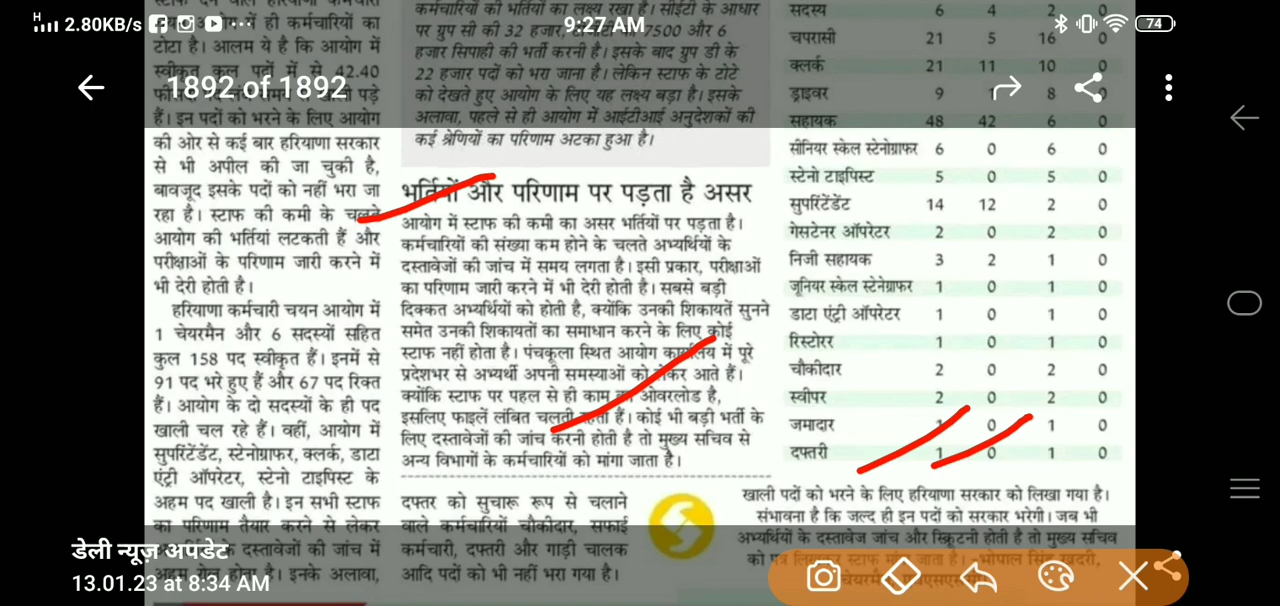 2.80KB/s
9:27 AM
74
1892 of 1892
टोटा है। आलम ये है कि आयोग में
स्वीकृत कुल पदों में से 42.40
हैं। इन पदों को भरने के लिए आयोग
की ओर से कई बार हरियाणा सरकार
से भी अपील की जा चुकी है,
बावजूद इसके पदों को नहीं भरा जा
रहा है। स्टाफ की कमी के चलते
आयोग की भर्तियां लटकती हैं और
परीक्षाओं के परिणाम जारी करने में
भी देरी होती है।
हरियाणा कर्मचारी चयन आयोग में
1 चेयरमैन और 6 सदस्यों सहित
कुल 158 पद स्वीकृत हैं। इनमें से
91 पद भरे हुए हैं और 67 पद रिक्त
हैं। आयोग के दो सदस्यों के ही पद
खाली चल रहे हैं। वहीं, आयोग में
सुपरिंटेंडेंट, स्टेनोग्राफर, क्लर्क, डाटा
एंट्री ऑपरेटर, स्टेनो टाइपिस्ट के
अहम पद खाली है। इन सभी स्टाफ
का परिणाम तैयार करने से लेकर
के दस्तावेजों की जांच में
अहम रोल होता है। इनके अलावा,
कर्मचारियों की भर्तियों का लक्ष्य रखा है। सीईटी के आधार
पर ग्रुप सी की 32 हजार, 7500 और 6
हजार सिपाही की भर्ती करनी है। इसके बाद ग्रुप डी के
22 हजार पदों को भरा जाना है। लेकिन स्टाफ के टोटे
को देखते हुए आयोग के लिए यह लक्ष्य बड़ा है। इसके
अलावा, पहले से ही आयोग में आईटीआई अनुदेशकों की
कई श्रेणियों का परिणाम अटका हुआ है।
भर्तियों और परिणाम पर पड़ता है असर
आयोग में स्टाफ की कमी का असर भर्तियों पर पड़ता है।
कर्मचारियों की संख्या कम होने के चलते अभ्यर्थियों के
दस्तावेजों की जांच में समय लगता है। इसी प्रकार, परीक्षाओं
का परिणाम जारी करने में भी देरी होती है। सबसे बड़ी
दिक्कत अभ्यर्थियों को होती है, क्योंकि उनकी शिकायतें सुनने
समेत उनकी शिकायतों का समाधान करने के लिए कोई
स्टाफ नहीं होता है। पंचकूला स्थित आयोग कार्यालय में पूरे
प्रदेशभर से अभ्यर्थी अपनी समस्याओं को लेकर आते हैं।
क्योंकि स्टाफ पर पहल से ही काम का ओवरलोड है,
इसलिए फाइलें लंबित चलती रहती हैं। कोई भी बड़ी भर्ती के
लिए दस्तावेजों की जांच करनी होती है तो मुख्य सचिव से
अन्य विभागों के कर्मचारियों को मांगा जाता है।
दफ्तर को सुचारू रूप से चलाने
वाले कर्मचारियों चौकीदार, सफाई
कर्मचारी, दफ्तरी और गाड़ी चालक
आदि पदों को भी नहीं भरा गया है।
सदस्य 6 4 2 0
चपरासी 21 5 16 0
क्लर्क 21 11 10 0
ड्राइवर 9 1 8 0
सहायक 48 42 6 0
सीनियर स्केल स्टेनोग्राफर 6 0 6 0
स्टेनो टाइपिस्ट 5 0 5 0
सुपरिंटेंडेंट 14 12 2 0
गेसटेनर ऑपरेटर 2 0 2 0
निजी सहायक 3 2 1 0
जूनियर स्केल स्टेनेग्राफर 1 0 1 0
डाटा एंट्री ऑपरेटर 1 0 1 0
रिस्टोरर 1 0 1 0
चौकीदार 2 0 2 0
स्वीपर 2 0 2 0
जमादार 1 0 1 0
दफ्तरी 1 0 1 0
खाली पदों को भरने के लिए हरियाणा सरकार को लिखा गया है।
संभावना है कि जल्द ही इन पदों को सरकार भरेगी। जब भी
अभ्यर्थियों के दस्तावेज जांच और स्क्रूिटनी होती है तो मुख्य सचिव
को पत्र लिखकर स्टाफ मांगा जाता है। -भोपाल सिंह खदरी,
डेली न्यूज़ अपडेट
13.01.23 at 8:34 AM